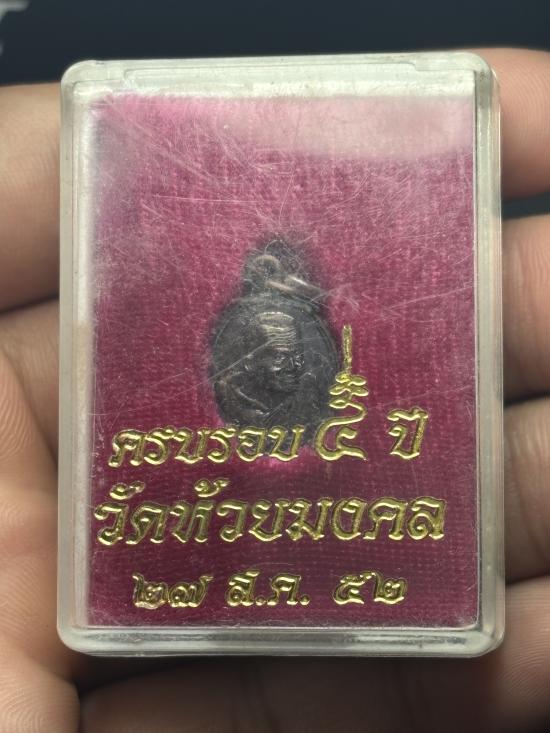 ครบรอบ ๕ ปี
วัดห้วยมงคล
๒๗ ส.ค. ๕๒